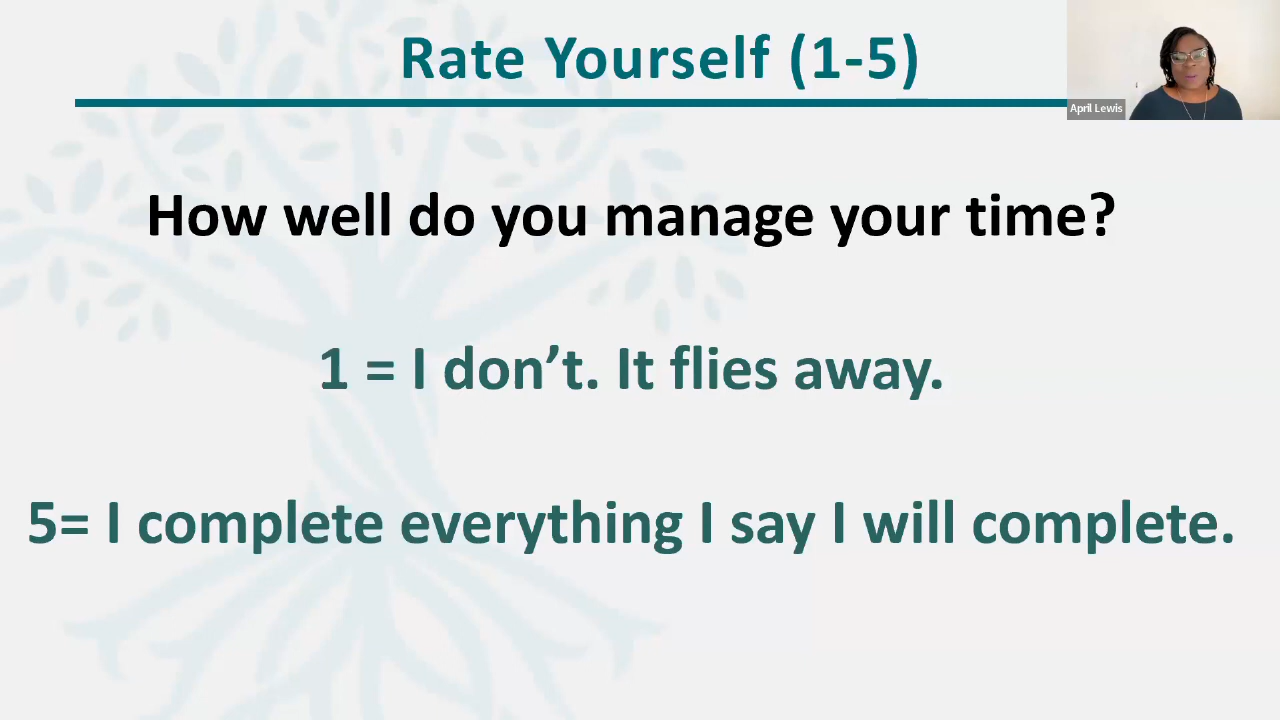 Rate Yourself (1-5)
April Lewis
How well do you manage your time?
1 = I don’t. It flies away.
5= I complete everything I say I will complete.